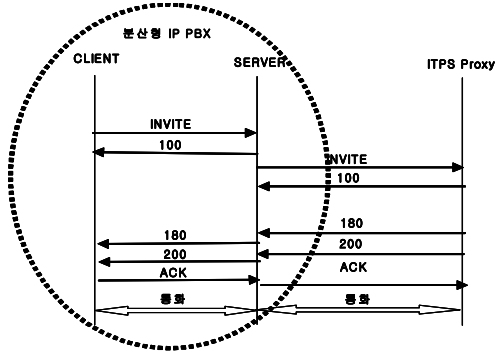 분산형 IP PBX
CLIENT
SERVER
ITPS Proxy
INVITE
100
INVITE
100
180
180
200
200
ACK
ACK
통화
통화